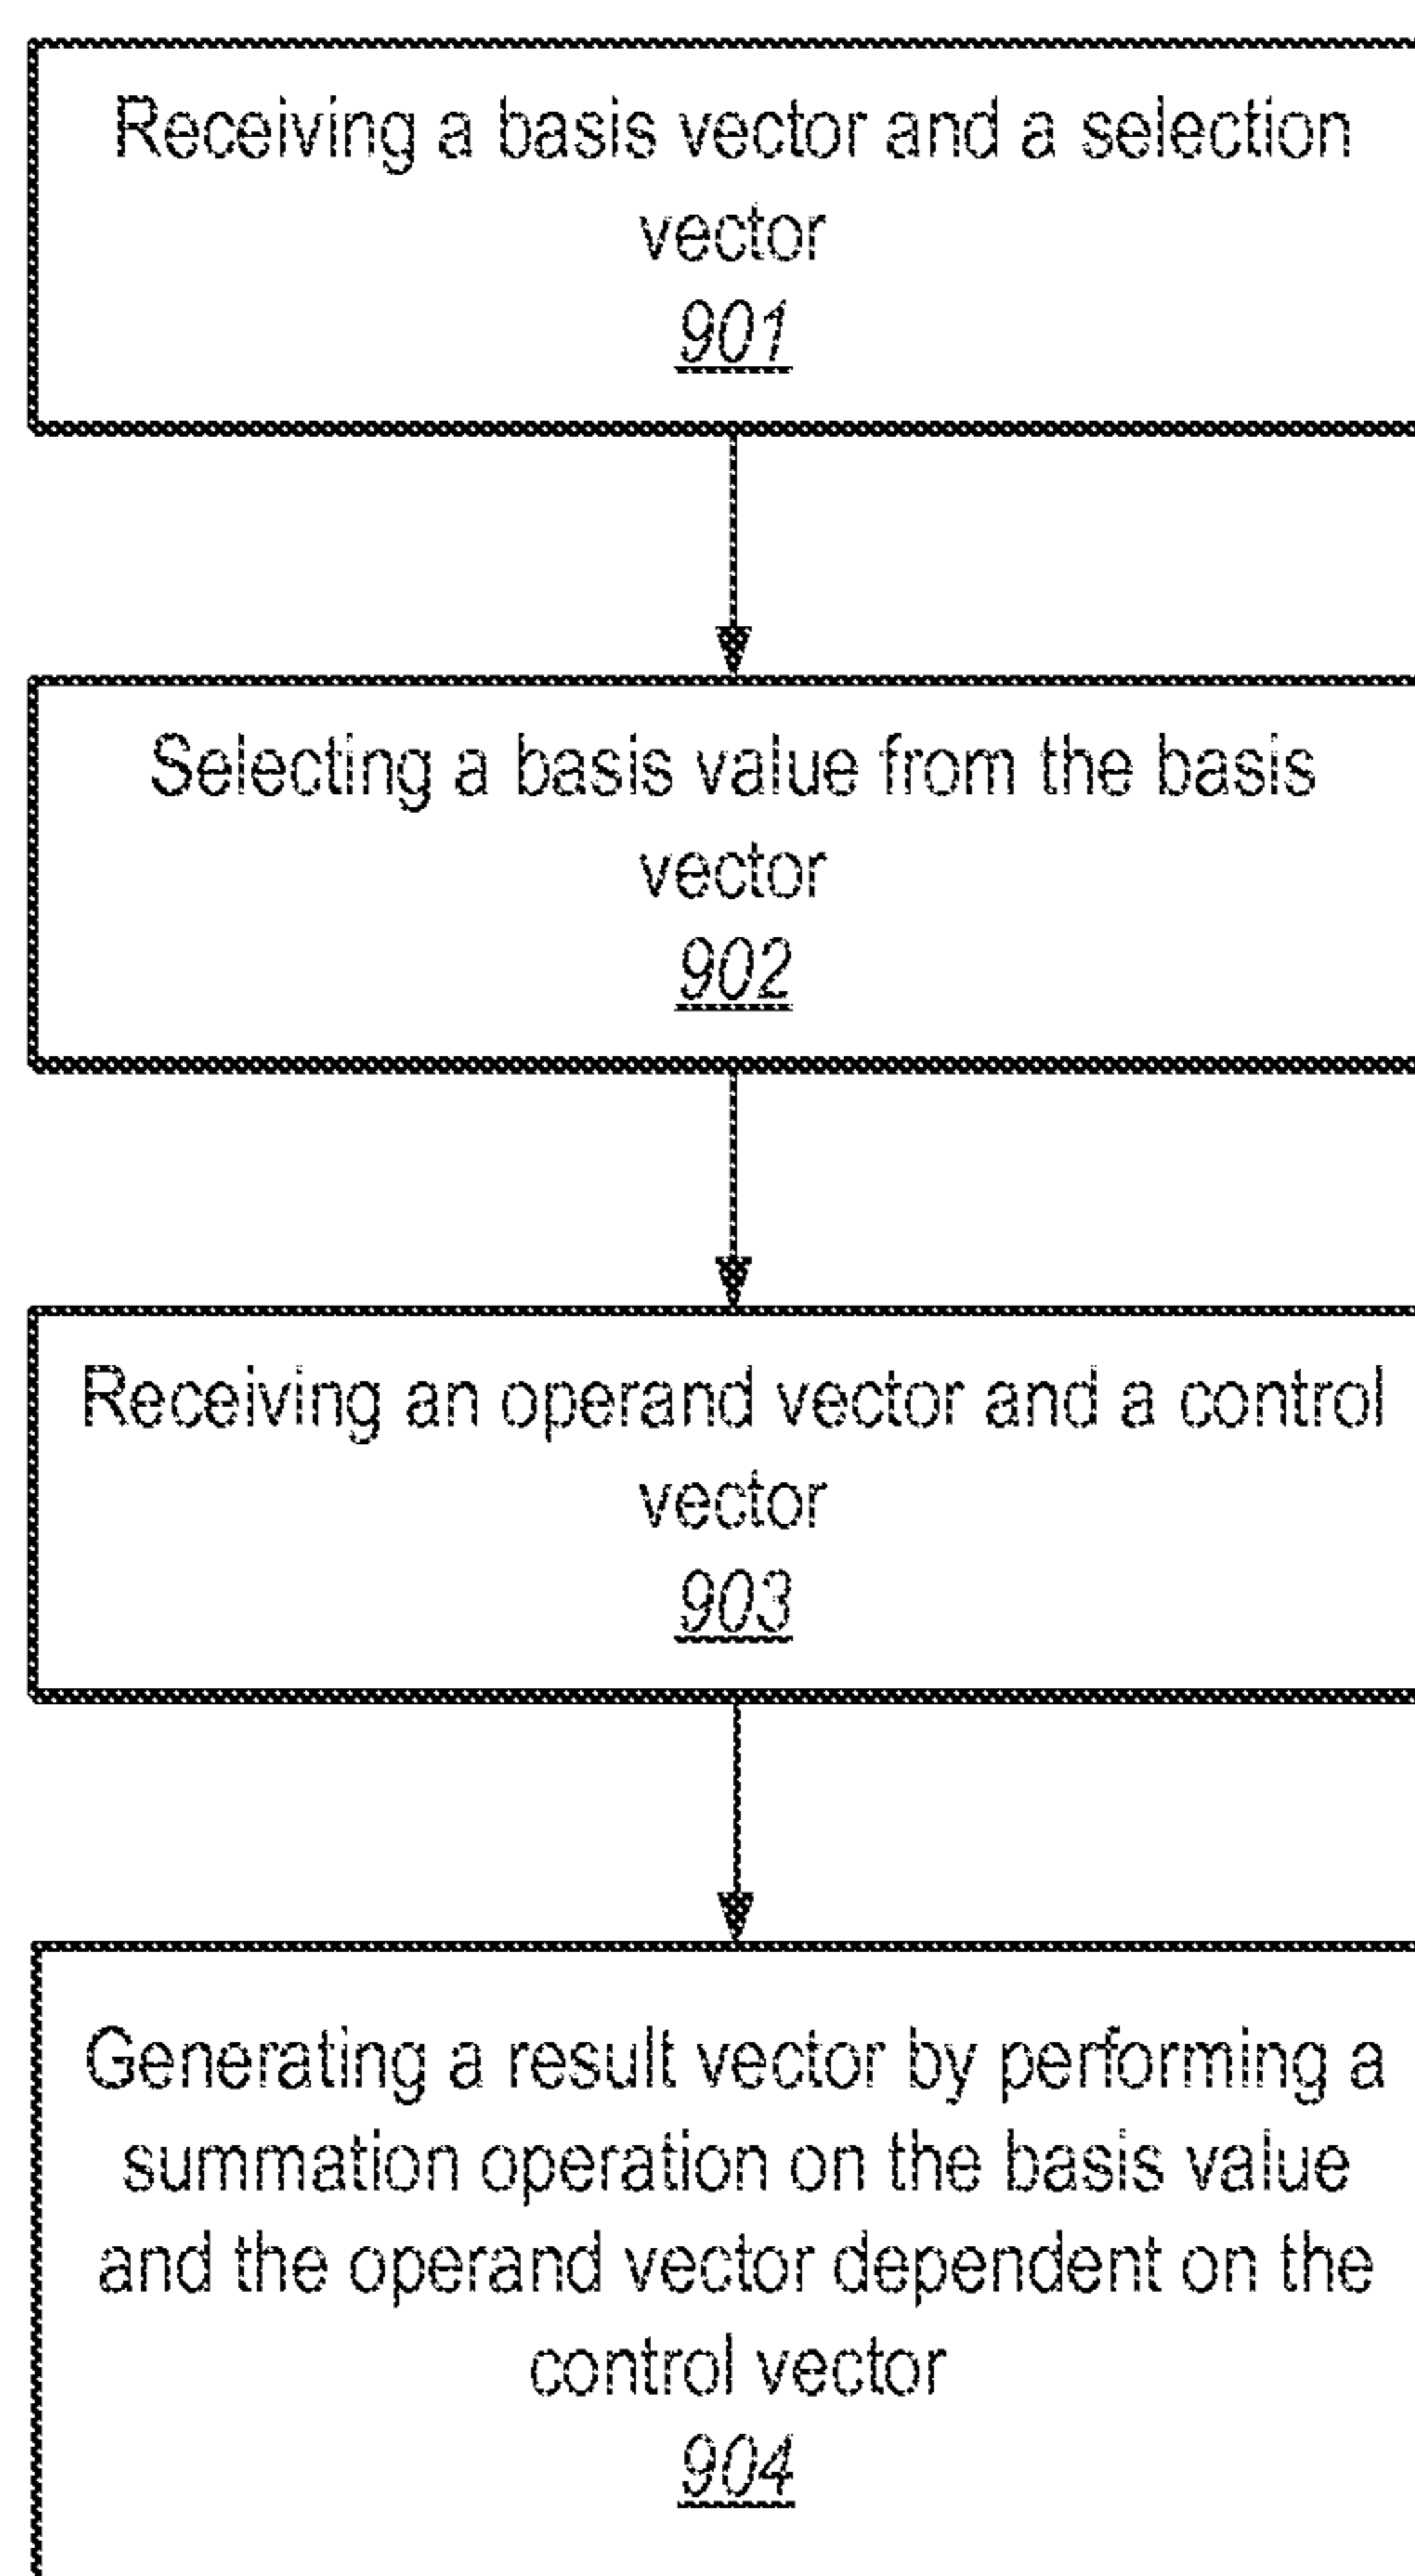 Receiving a basis vector and a selection
vector
901
Selecting a basis value from the basis
vector
902
Receiving an operand vector and a control
vector
903
Generating a result vector by performing a
summation operation on the basis value
and the operand vector dependent on the
control vector
904